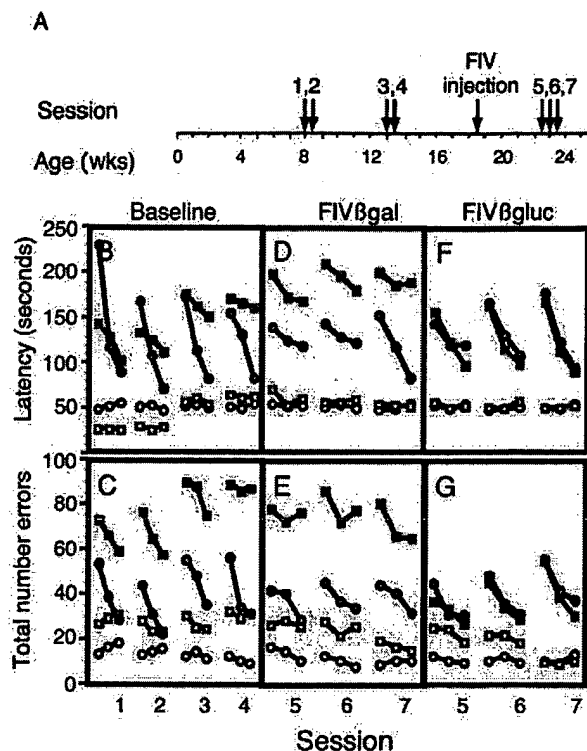 A
FIV
1,2 3,4 injection 5,6,7
Session
Age (wks)
0 4 8 12 16 20 24
Baseline FIVβgal FIVβgluc
Latency (seconds)
250
200
150
100
50
B D F
Total number errors
100
80
60
40
20
0
C E G
1 2 3 4 5 6 7 5 6 7
Session